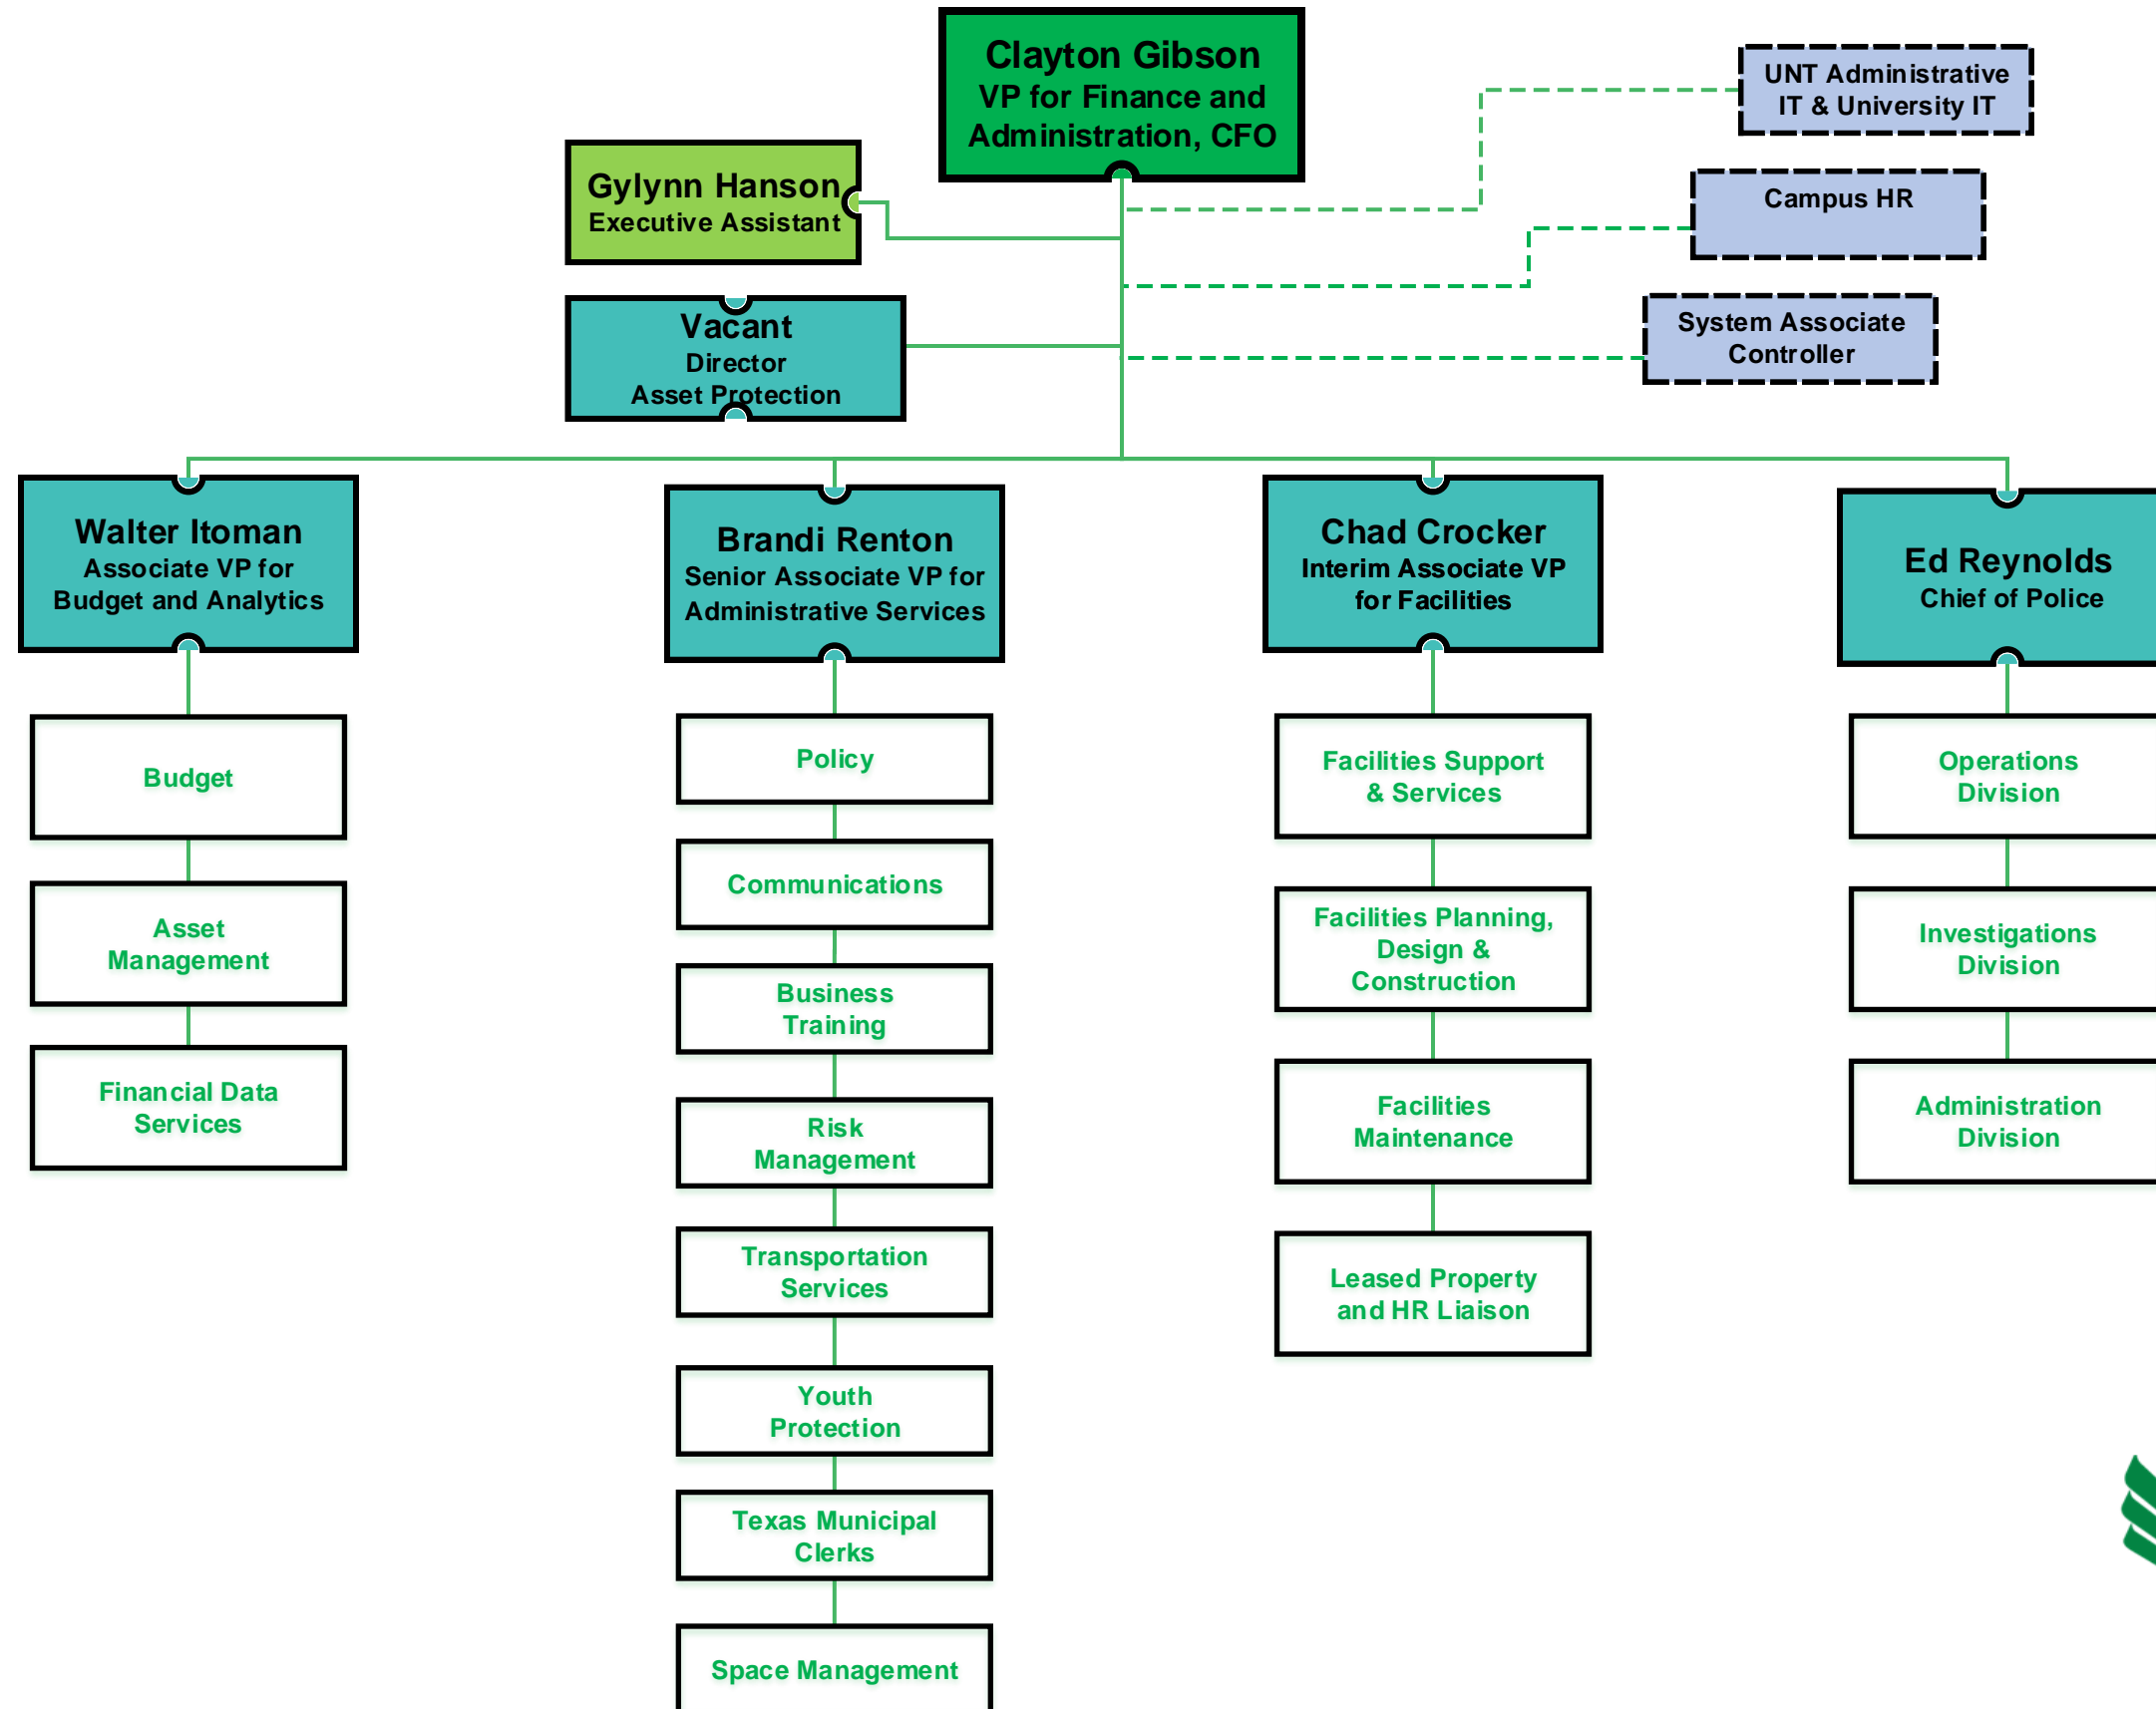 Clayton Gibson
VP for Finance and
Administration, CFO
UNT Administrative
IT & University IT
Gylynn Hanson
Executive Assistant
Campus HR
Vacant
Director
Asset Protection
System Associate
Controller
Walter Itoman
Associate VP for
Budget and Analytics
Brandi Renton
Senior Associate VP for
Administrative Services
Chad Crocker
Interim Associate VP
for Facilities
Ed Reynolds
Chief of Police
Budget
Asset
Management
Financial Data
Services
Policy
Communications
Business
Training
Risk
Management
Transportation
Services
Youth
Protection
Texas Municipal
Clerks
Space Management
Facilities Support
& Services
Facilities Planning,
Design &
Construction
Facilities
Maintenance
Leased Property
and HR Liaison
Operations
Division
Investigations
Division
Administration
Division